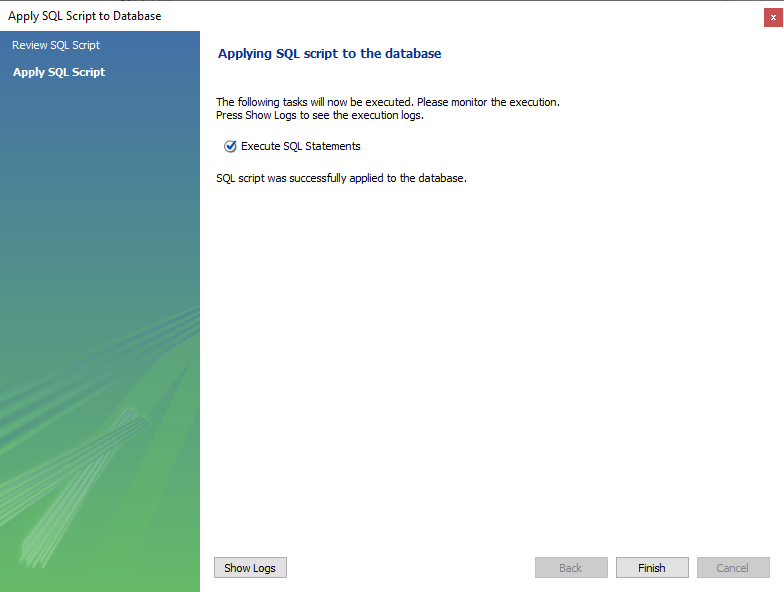 Apply SQL Script to Database
x
Review SQL Script
Apply SQL Script
Applying SQL script to the database
The following tasks will now be executed. Please monitor the execution.
Press Show Logs to see the execution logs.
Execute SQL Statements
SQL script was successfully applied to the database.
Show Logs
Back
Finish
Cancel